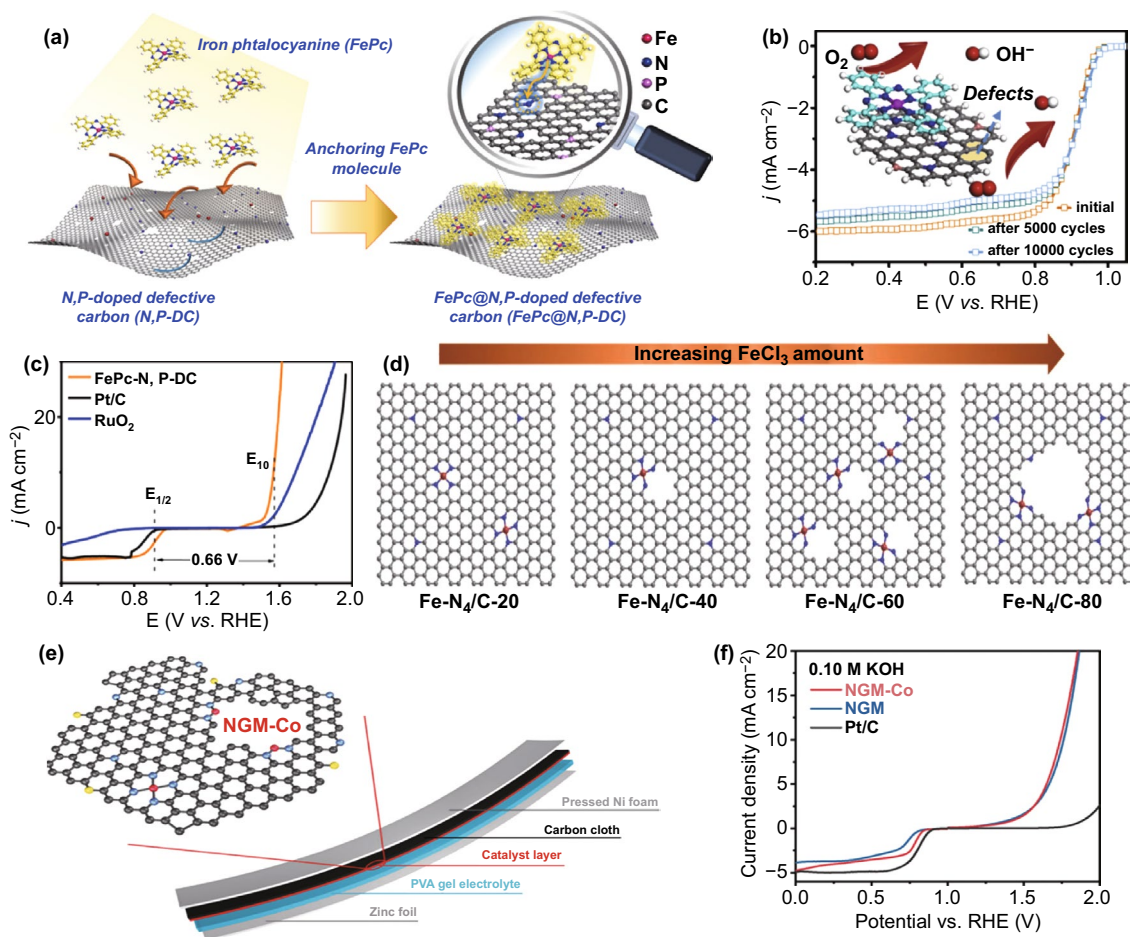 (a)
Iron phtalocyanine (FePc)
Fe
N
P
C
Anchoring FePc
molecule
N,P-doped defective
carbon (N,P-DC)
FePc@N,P-doped defective
carbon (FePc@N,P-DC)
(b)
0
−2
−4
−6
j (mA cm−2)
O2
OH−
Defects
initial
after 5000 cycles
after 10000 cycles
0.2 0.4 0.6 0.8 1.0
E (V vs. RHE)
(c)
20
0
j (mA cm−2)
FePc-N, P-DC
Pt/C
RuO2
E10
E1/2
0.66 V
0.4 0.8 1.2 1.6 2.0
E (V vs. RHE)
(d)
Increasing FeCl3 amount
Fe-N4/C-20 Fe-N4/C-40 Fe-N4/C-60 Fe-N4/C-80
(e)
NGM-Co
Pressed Ni foam
Carbon cloth
Catalyst layer
PVA gel electrolyte
Zinc foil
(f)
20
15
10
5
0
−5
Current density (mA cm−2)
0.10 M KOH
NGM-Co
NGM
Pt/C
0.0 0.5 1.0 1.5 2.0
Potential vs. RHE (V)